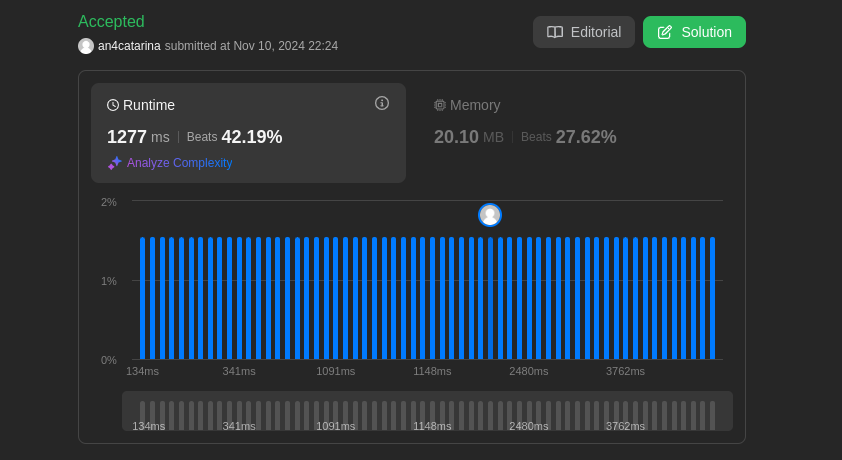 Accepted
an4catarina submitted at Nov 10, 2024 22:24
Editorial
Solution
Runtime
1277 ms | Beats 42.19%
Analyze Complexity
Memory
20.10 MB | Beats 27.62%
2%
1%
0%
134ms 341ms 1091ms 1148ms 2480ms 3762ms
134ms 341ms 1091ms 1148ms 2480ms 3762ms